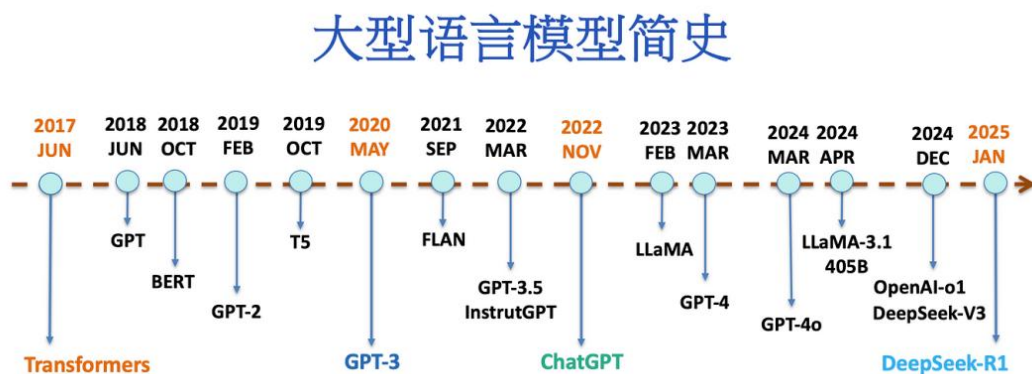 大型语言模型简史
2017 JUN
2018 JUN
2018 OCT
2019 FEB
2019 OCT
2020 MAY
2021 SEP
2022 MAR
2022 NOV
2023 FEB
2023 MAR
2024 MAR
2024 APR
2024 DEC
2025 JAN
Transformers
GPT
BERT
GPT-2
T5
GPT-3
FLAN
GPT-3.5
InstrutGPT
ChatGPT
LLaMA
GPT-4
GPT-4o
LLaMA-3.1
405B
OpenAI-o1
DeepSeek-V3
DeepSeek-R1